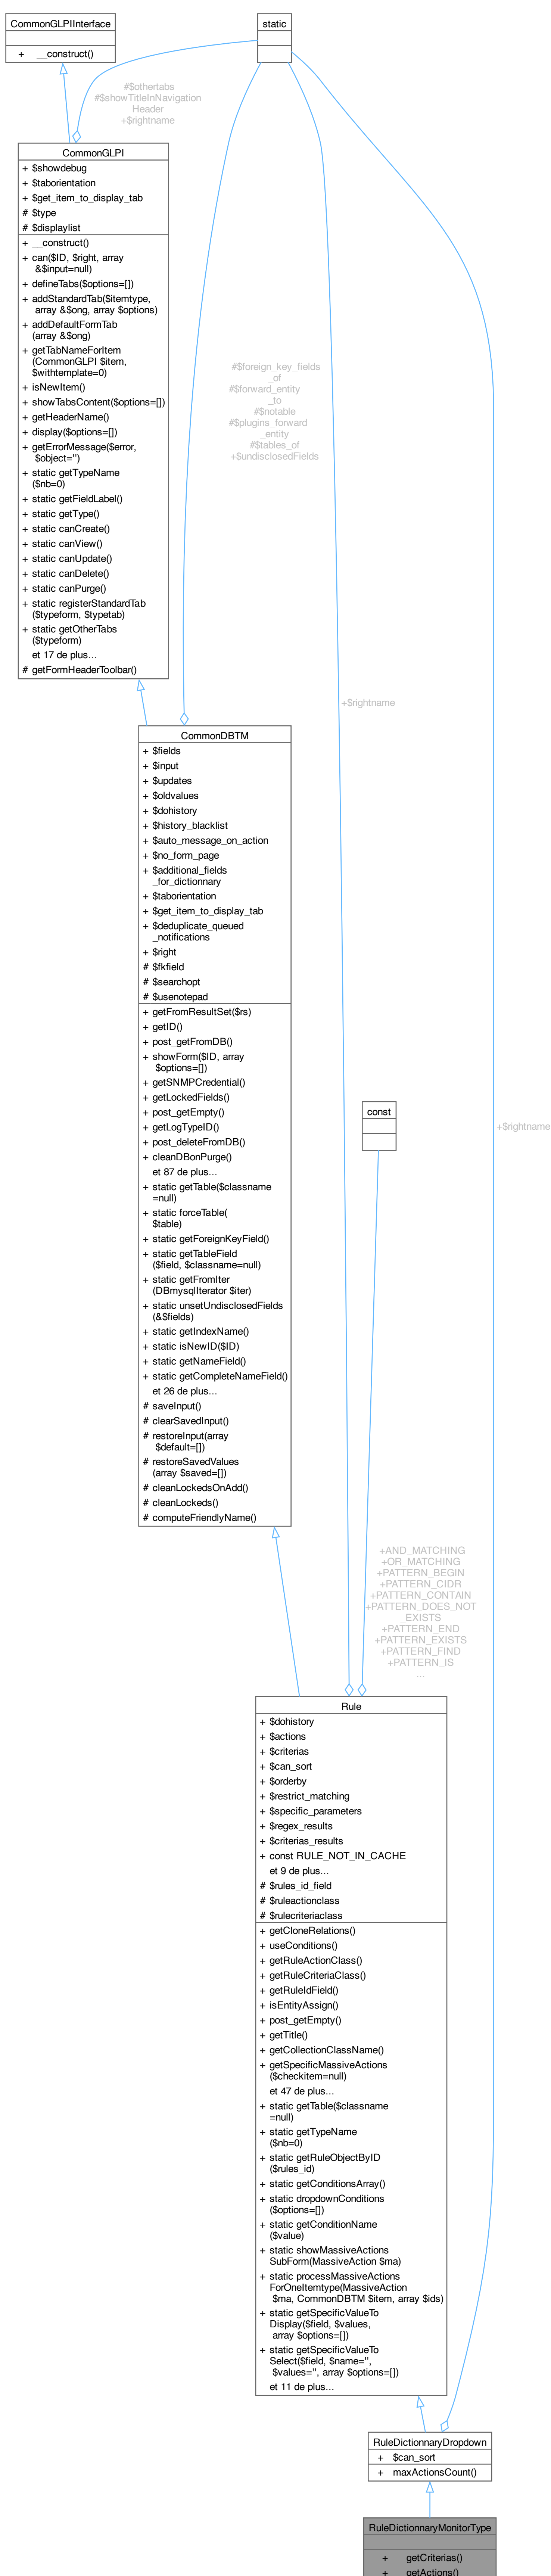 CommonGLPIInterface
+ __construct()
static
#$othertabs
#$showTitleInNavigation
Header
+$rightname
CommonGLPI
+ $showdebug
+ $taborientation
+ $get_item_to_display_tab
# $type
# $displaylist
+ __construct()
+ can($ID, $right, array
&$input=null)
+ defineTabs($options=[])
+ addStandardTab($itemtype,
array &$ong, array $options)
+ addDefaultFormTab
(array &$ong)
+ getTabNameForItem
(CommonGLPI $item,
$withtemplate=0)
+ isNewItem()
+ showTabsContent($options=[])
+ getHeaderName()
+ display($options=[])
+ getErrorMessage($error,
$object='')
+ static getTypeName
($nb=0)
+ static getFieldLabel()
+ static getType()
+ static canCreate()
+ static canView()
+ static canUpdate()
+ static canDelete()
+ static canPurge()
+ static registerStandardTab
($typeform, $typetab)
+ static getOtherTabs
($typeform)
et 17 de plus...
# getFormHeaderToolbar()
#$foreign_key_fields
_of
#$forward_entity
_to
#$notable
#$plugins_forward
_entity
#$tables_of
+$undisclosedFields
+$rightname
CommonDBTM
+ $fields
+ $input
+ $updates
+ $oldvalues
+ $dohistory
+ $history_blacklist
+ $auto_message_on_action
+ $no_form_page
+ $additional_fields
_for_dictionnary
+ $taborientation
+ $get_item_to_display_tab
+ $deduplicate_queued
_notifications
+ $right
# $fkfield
# $searchopt
# $usenotepad
+ getFromResultSet($rs)
+ getID()
+ post_getFromDB()
+ showForm($ID, array
$options=[])
+ getSNMPCredential()
+ getLockedFields()
+ post_getEmpty()
+ getLogTypeID()
+ post_deleteFromDB()
+ cleanDBonPurge()
et 87 de plus...
+ static getTable($classname
=null)
+ static forceTable(
$table)
+ static getForeignKeyField()
+ static getTableField
($field, $classname=null)
+ static getFromIter
(DBmysqlIterator $iter)
+ static unsetUndisclosedFields
(&$fields)
+ static getIndexName()
+ static isNewID($ID)
+ static getNameField()
+ static getCompleteNameField()
et 26 de plus...
# saveInput()
# clearSavedInput()
# restoreInput(array
$default=[])
# restoreSavedValues
(array $saved=[])
# cleanLockedsOnAdd()
# cleanLockeds()
# computeFriendlyName()
const
+$rightname
+AND_MATCHING
+OR_MATCHING
+PATTERN_BEGIN
+PATTERN_CIDR
+PATTERN_CONTAIN
+PATTERN_DOES_NOT
_EXISTS
+PATTERN_END
+PATTERN_EXISTS
+PATTERN_FIND
+PATTERN_IS
...
Rule
+ $dohistory
+ $actions
+ $criterias
+ $can_sort
+ $orderby
+ $restrict_matching
+ $specific_parameters
+ $regex_results
+ $criterias_results
+ const RULE_NOT_IN_CACHE
et 9 de plus...
# $rules_id_field
# $ruleactionclass
# $rulecriteriaclass
+ getCloneRelations()
+ useConditions()
+ getRuleActionClass()
+ getRuleCriteriaClass()
+ getRuleIdField()
+ isEntityAssign()
+ post_getEmpty()
+ getTitle()
+ getCollectionClassName()
+ getSpecificMassiveActions
($checkitem=null)
et 47 de plus...
+ static getTable($classname
=null)
+ static getTypeName
($nb=0)
+ static getRuleObjectByID
($rules_id)
+ static getConditionsArray()
+ static dropdownConditions
($options=[])
+ static getConditionName
($value)
+ static showMassiveActions
SubForm(MassiveAction $ma)
+ static processMassiveActions
ForOneItemtype(MassiveAction
$ma, CommonDBTM $item, array $ids)
+ static getSpecificValueTo
Display($field, $values,
array $options=[])
+ static getSpecificValueTo
Select($field, $name='',
$values='', array $options=[])
et 11 de plus...
RuleDictionnaryDropdown
+ $can_sort
+ maxActionsCount()
RuleDictionnaryMonitorType
+ getCriterias()
+ getActions()